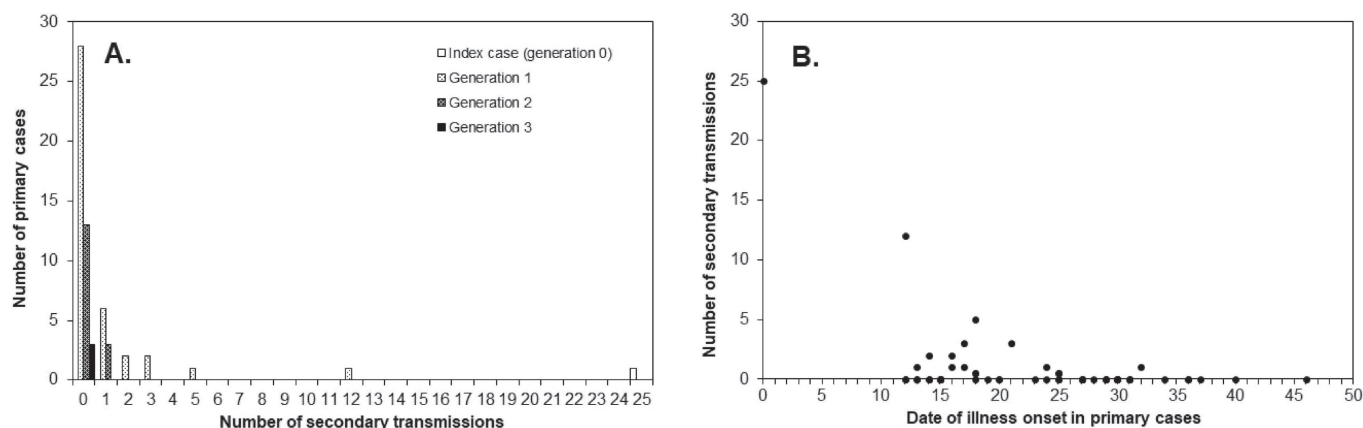 A.
Number of primary cases
30
25
20
15
10
5
0
Index case (generation 0)
Generation 1
Generation 2
Generation 3
0 1 2 3 4 5 6 7 8 9 10 11 12 13 14 15 16 17 18 19 20 21 22 23 24 25
Number of secondary transmissions
B.
Number of secondary transmissions
30
25
20
15
10
5
0
0 5 10 15 20 25 30 35 40 45 50
Date of illness onset in primary cases